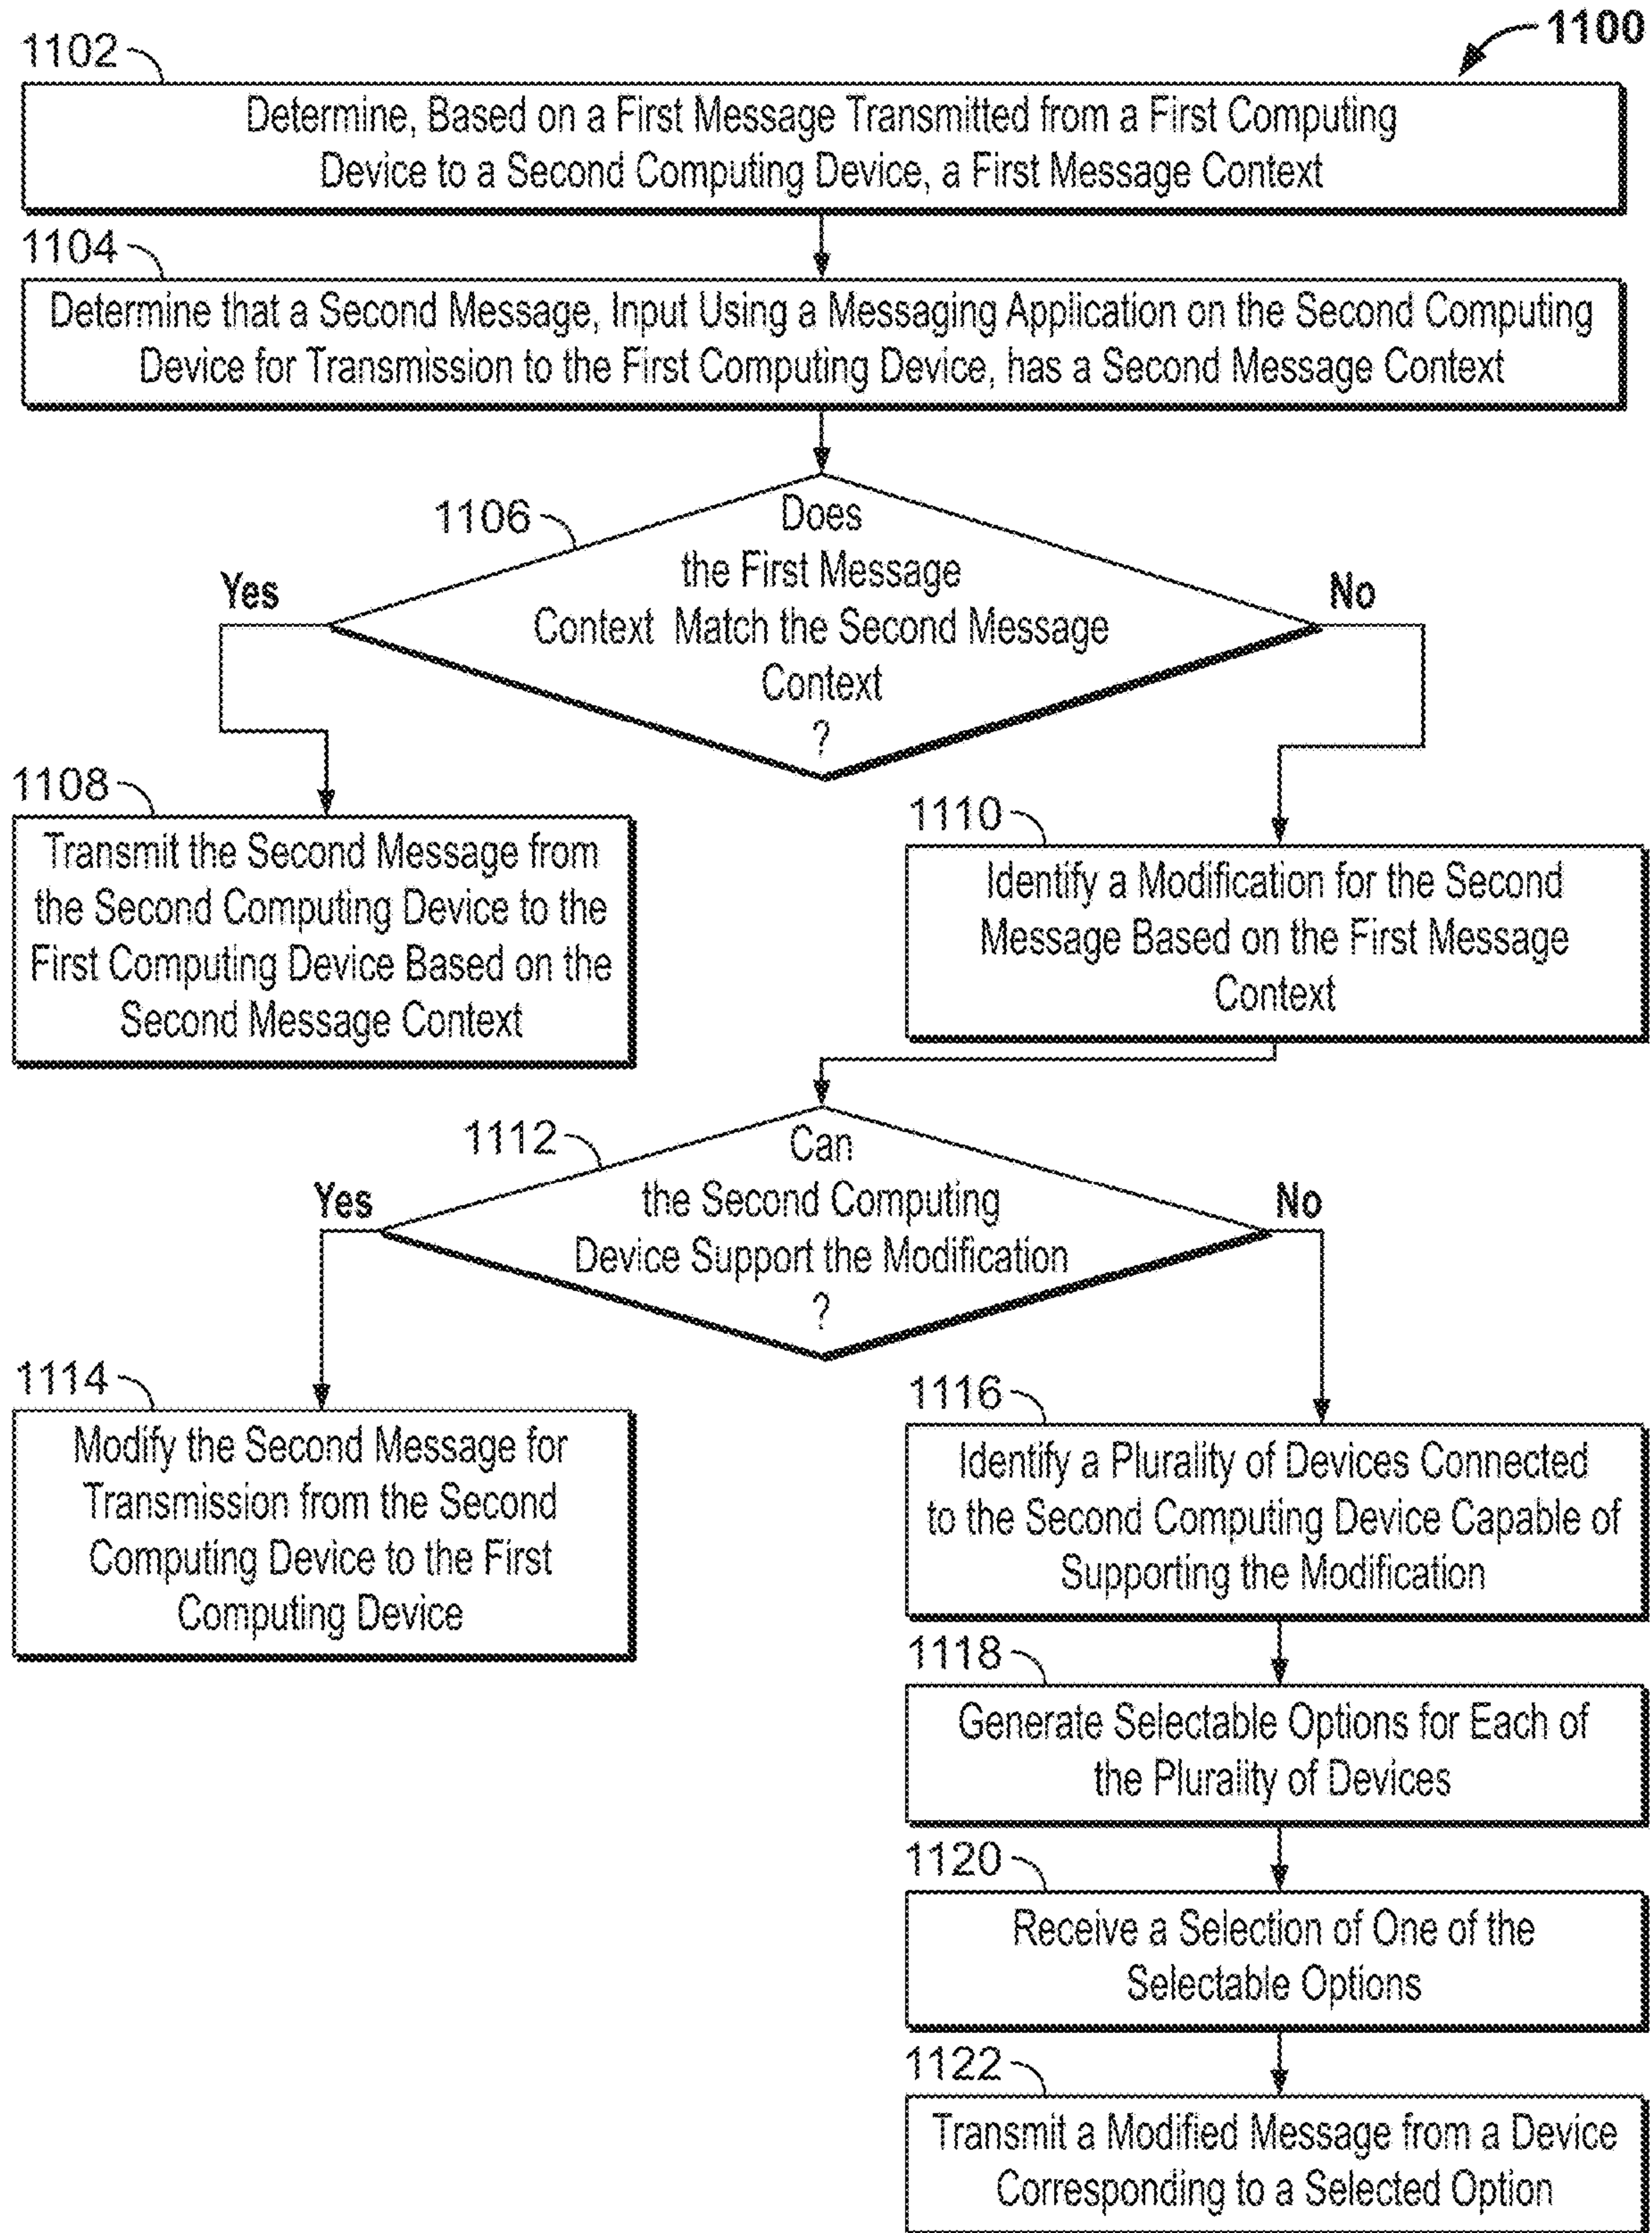 1100
1102
Determine, Based on a First Message Transmitted from a First Computing
Device to a Second Computing Device, a First Message Context
1104
Determine that a Second Message, Input Using a Messaging Application on the Second Computing
Device for Transmission to the First Computing Device, has a Second Message Context
1106
Does
the First Message
Context Match the Second Message
Context
?
Yes
No
1108
Transmit the Second Message from
the Second Computing Device to the
First Computing Device Based on the
Second Message Context
1110
Identify a Modification for the Second
Message Based on the First Message
Context
1112
Can
the Second Computing
Device Support the Modification
?
Yes
No
1114
Modify the Second Message for
Transmission from the Second
Computing Device to the First
Computing Device
1116
Identify a Plurality of Devices Connected
to the Second Computing Device Capable of
Supporting the Modification
1118
Generate Selectable Options for Each of
the Plurality of Devices
1120
Receive a Selection of One of the
Selectable Options
1122
Transmit a Modified Message from a Device
Corresponding to a Selected Option